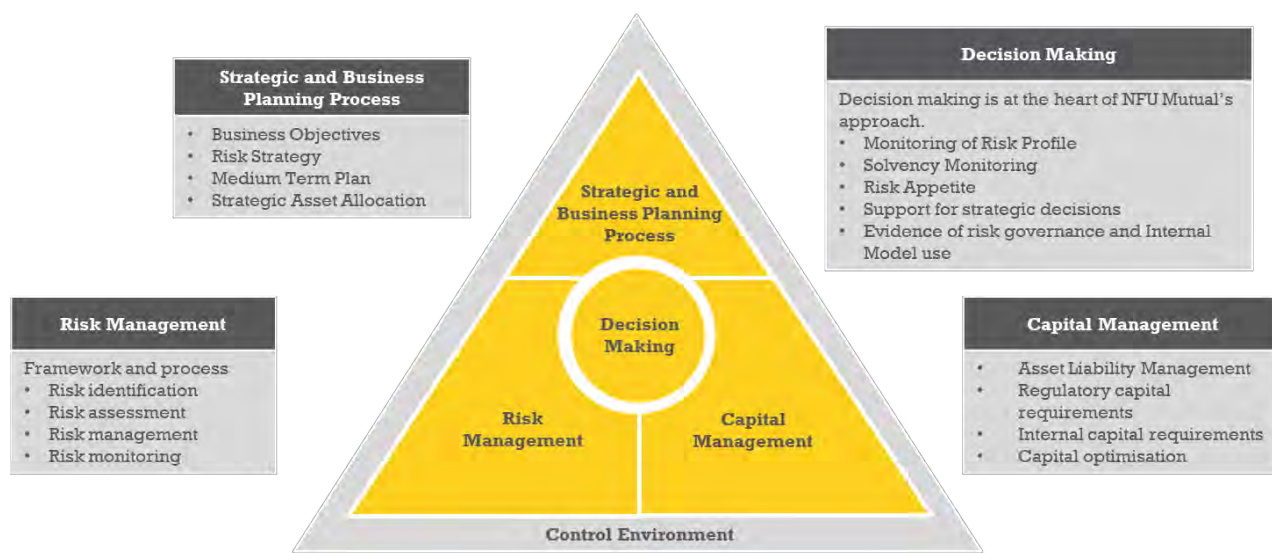 Strategic and Business
Planning Process
• Business Objectives
• Risk Strategy
• Medium Term Plan
• Strategic Asset Allocation
Decision Making
Decision making is at the heart of NFU Mutual's
approach.
• Monitoring of Risk Profile
• Solvency Monitoring
• Risk Appetite
• Support for strategic decisions
• Evidence of risk governance and Internal
Model use
Strategic and
Business Planning
Process
Risk Management
Framework and process
• Risk identification
• Risk assessment
• Risk management
• Risk monitoring
Decision
Making
Risk
Management
Capital
Management
Capital Management
• Asset Liability Management
• Regulatory capital
requirements
• Internal capital requirements
• Capital optimisation
Control Environment